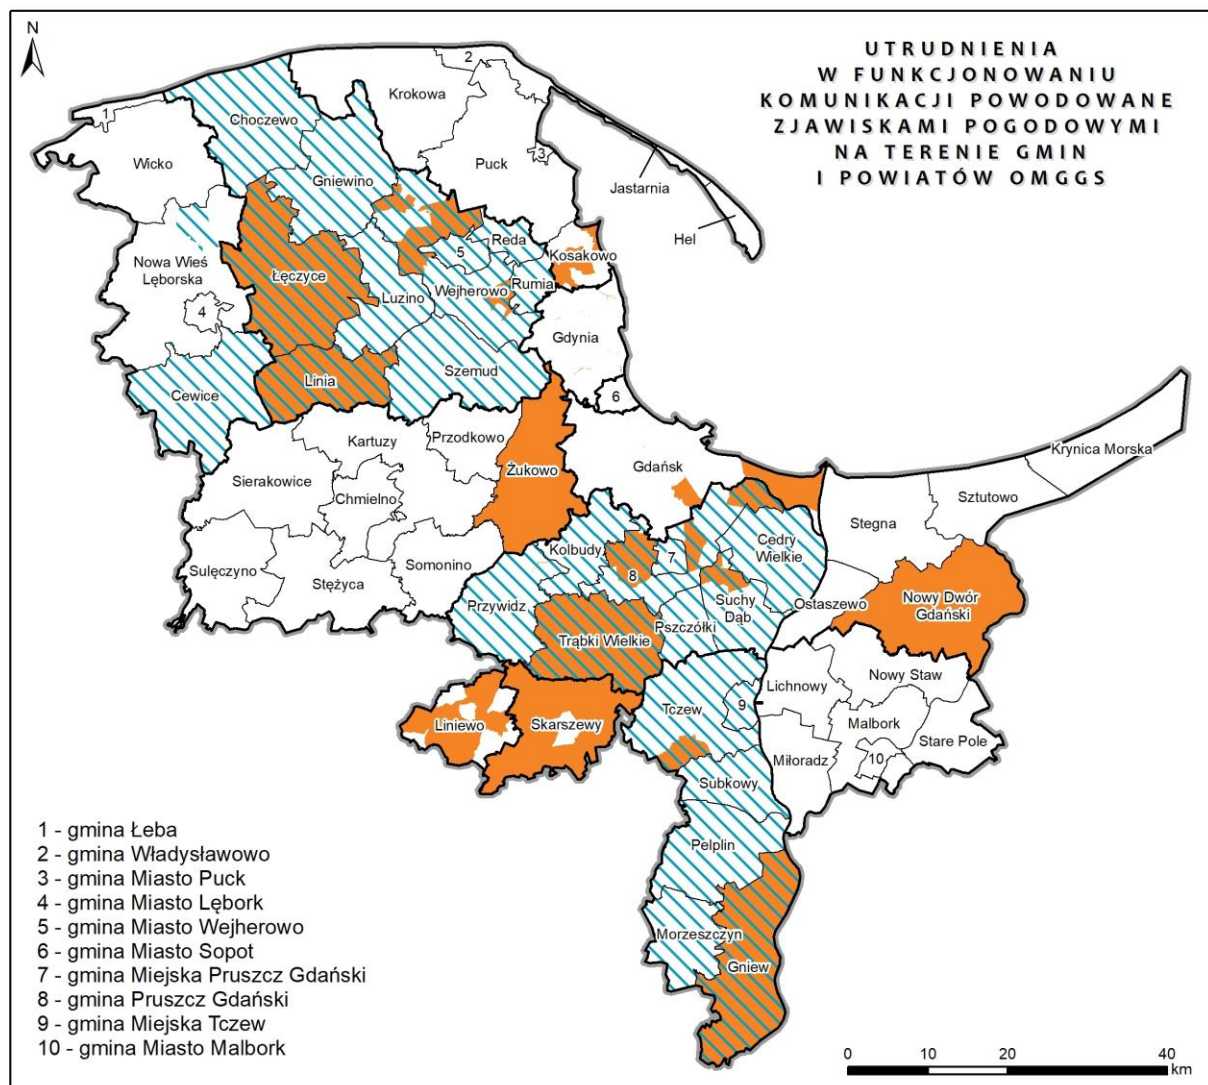 N
UTRUDNIENIA
W FUNKCJONOWANIU
KOMUNIKACJI POWODOWANE
ZJAWISKAMI POGODOWYMI
NA TERENIE GMIN
I POWIATÓW OMGGS
2
Krokowa
1
Choczewo
Wicko
Puck
3
Gniewino
Jastarnia
Hel
Reda
5
Kosakowo
Nowa Wieś
Lęborska
Łęczyce
Wejherowo
Rumia
Luzino
4
Gdynia
Szemud
Linia
Cewice
6
Kartuzy
Przodkowo
Krynica Morska
Żukowo
Gdańsk
Sierakowice
Chmielno
Sztutowo
Stegna
Kolbudy
7
Cedry
Wielkie
Somonino
Sulęczyno
Stężyca
8
Przywidz
Suchy
Dąb
Ostaszewo
Nowy Dwór
Gdański
Pszczółki
Trąbki Wielkie
Nowy Staw
Lichnowy
Tczew
9
Liniewo
Skarszewy
Malbork
Stare Pole
Miłoradz
10
Subkowy
Pelplin
Morzeszczyn
Gniew
1 - gmina Łeba
2 - gmina Władysławowo
3 - gmina Miasto Puck
4 - gmina Miasto Lębork
5 - gmina Miasto Wejherowo
6 - gmina Miasto Sopot
7 - gmina Miejska Pruszcz Gdański
8 - gmina Pruszcz Gdański
9 - gmina Miejska Tczew
10 - gmina Miasto Malbork
0 10 20 40
km